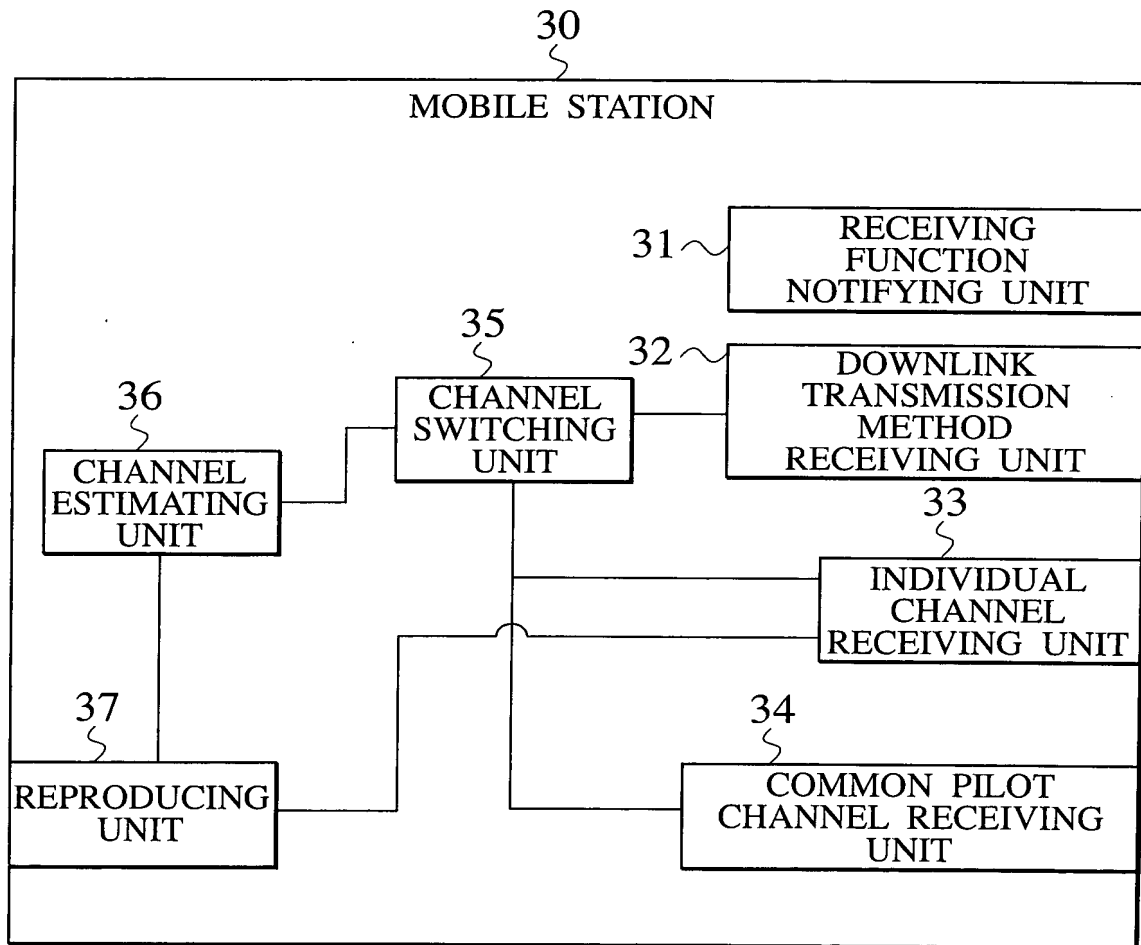 30
MOBILE STATION
31
RECEIVING
FUNCTION
NOTIFYING UNIT
32
DOWNLINK
TRANSMISSION
METHOD
RECEIVING UNIT
35
CHANNEL
SWITCHING
UNIT
36
CHANNEL
ESTIMATING
UNIT
33
INDIVIDUAL
CHANNEL
RECEIVING UNIT
37
REPRODUCING
UNIT
34
COMMON PILOT
CHANNEL RECEIVING
UNIT